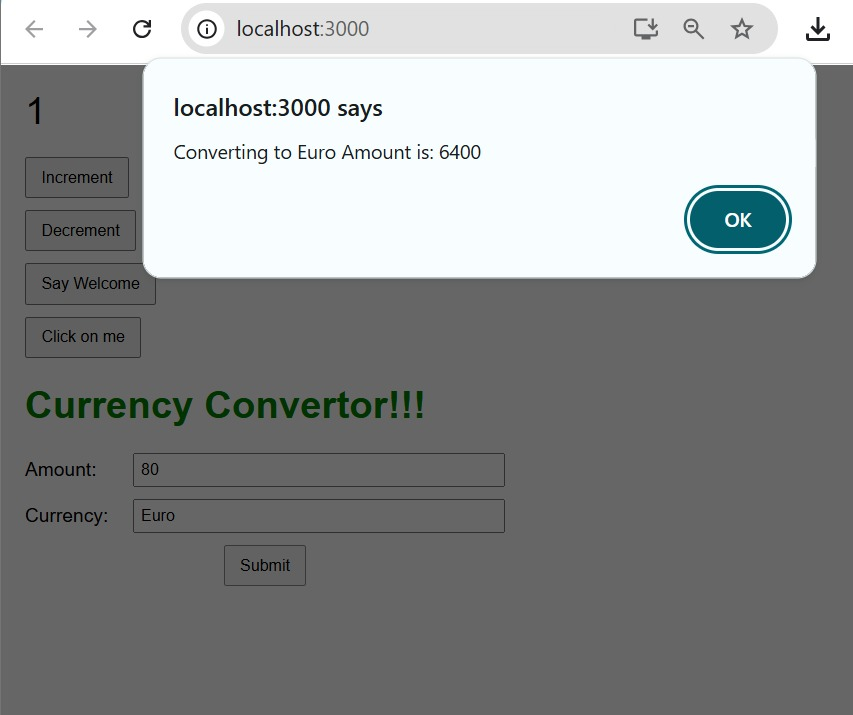 localhost:3000
localhost:3000 says
Converting to Euro Amount is: 6400
OK
1
Increment
Decrement
Say Welcome
Click on me
Currency Convertor!!!
Amount: 80
Currency: Euro
Submit